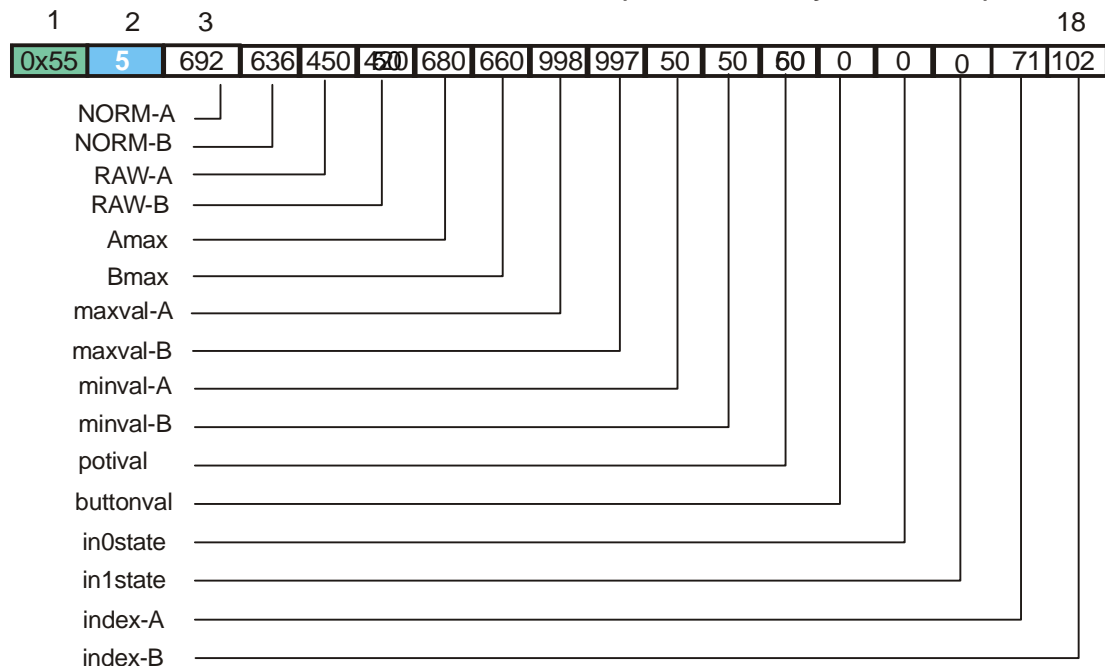 1 2 3 18
0x55 5 692 636 450 680 660 998 997 50 50 0 0 0 71 102
NORM-A
NORM-B
RAW-A
RAW-B
Amax
Bmax
maxval-A
maxval-B
minval-A
minval-B
potival
buttonval
in0state
in1state
index-A
index-B